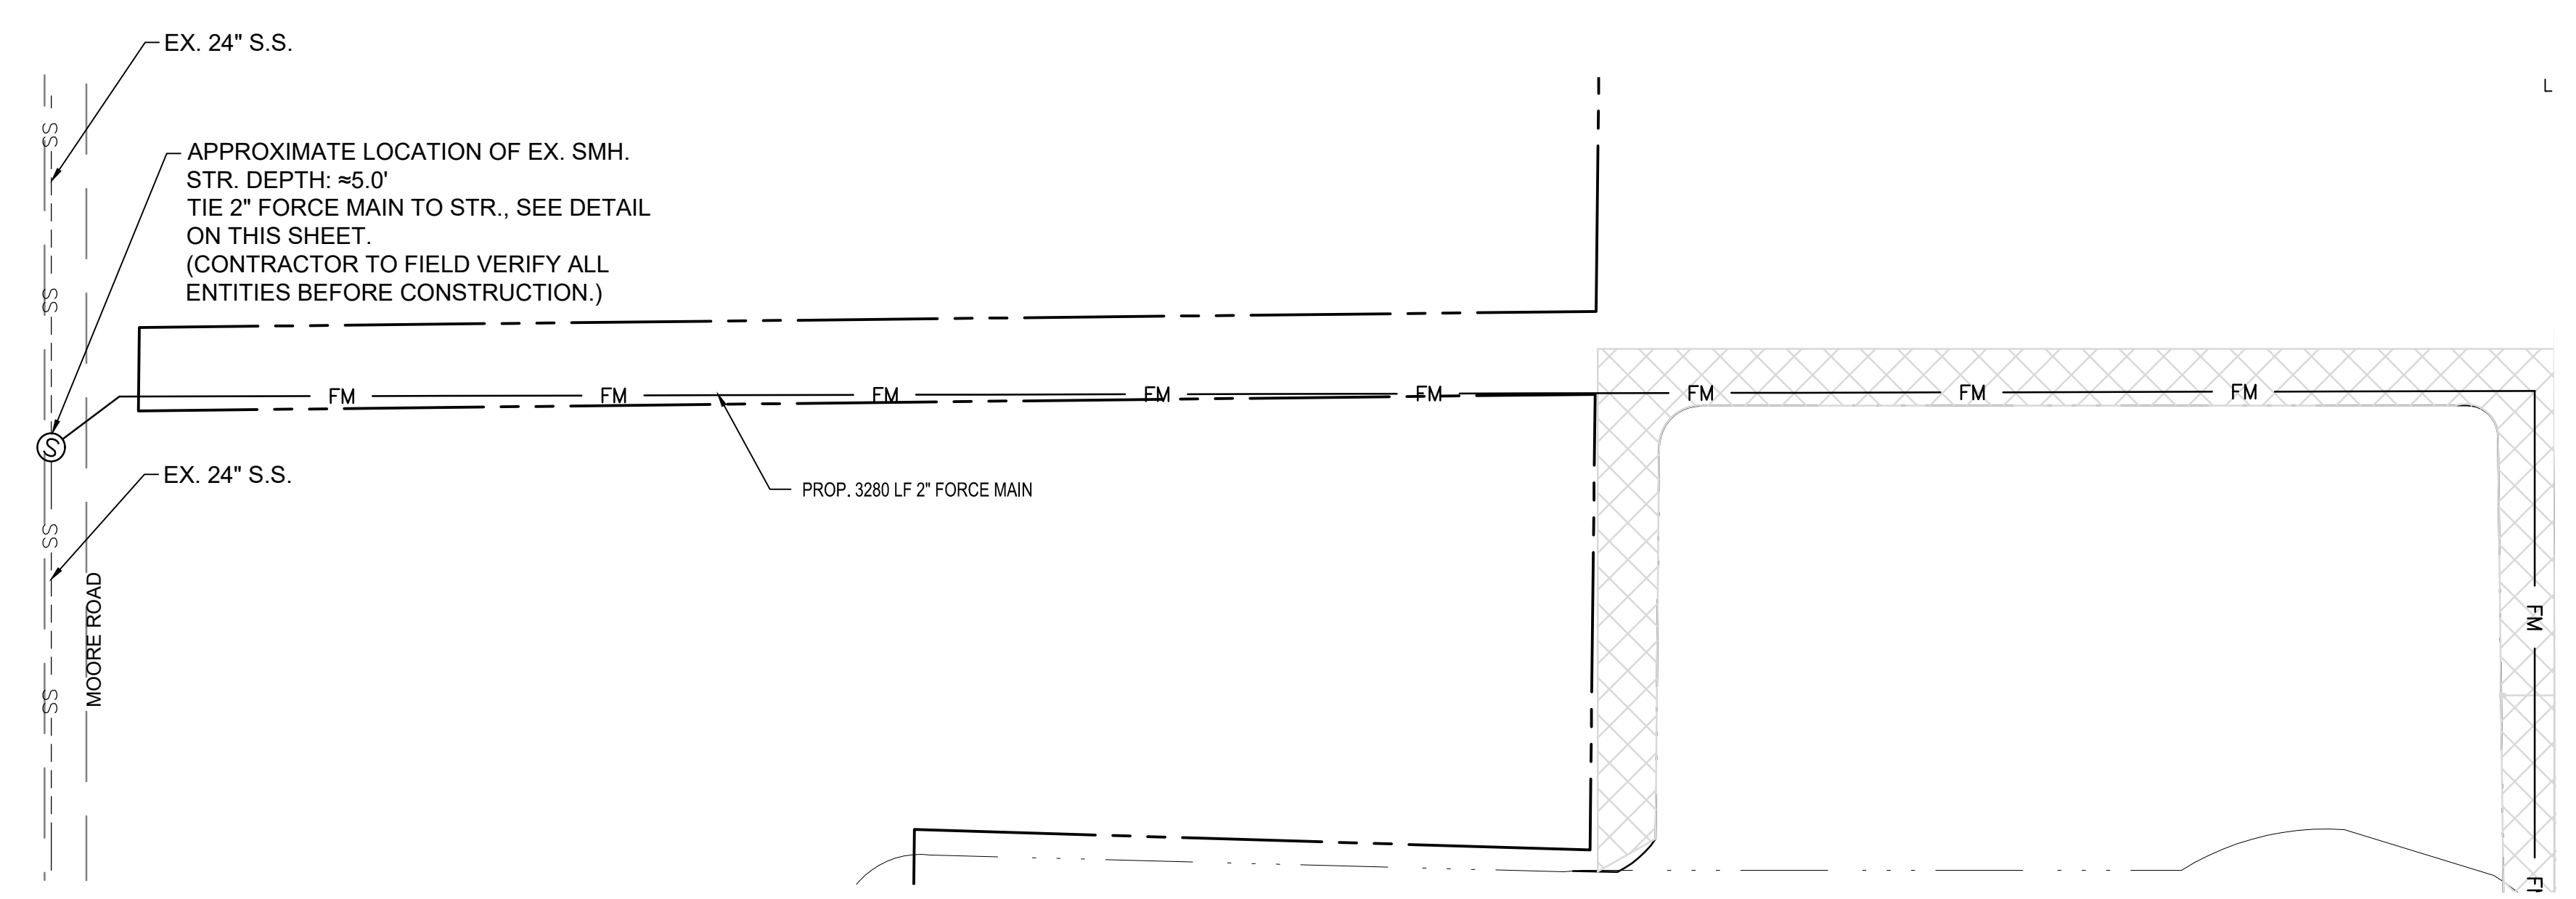 EX. 24" S.S.
L
SS
APPROXIMATE LOCATION OF EX. SMH.
STR. DEPTH: ≈5.0'
TIE 2" FORCE MAIN TO STR., SEE DETAIL
ON THIS SHEET.
(CONTRACTOR TO FIELD VERIFY ALL
ENTITIES BEFORE CONSTRUCTION.)
SS
FM
FM
FM
FM
FM
FM
FM
FM
S
EX. 24" S.S.
PROP. 3280 LF 2" FORCE MAIN
SS
MOORE ROAD
FM
SS